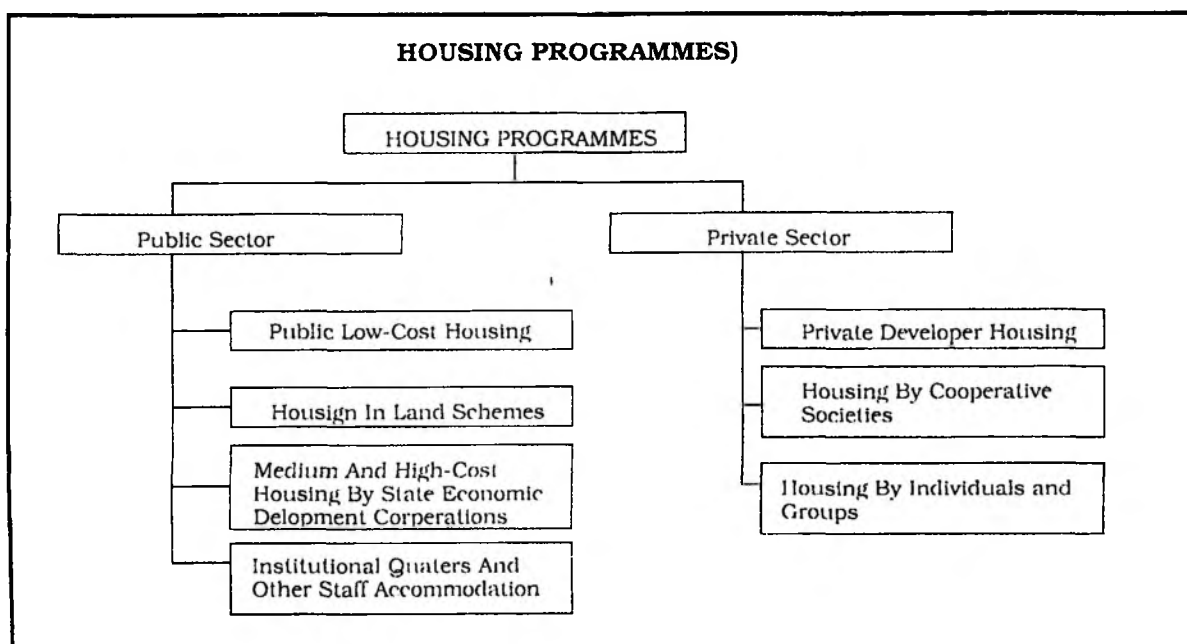 HOUSING PROGRAMMES)
HOUSING PROGRAMMES
Public Sector
Public Low-Cost Housing
Housign In Land Schemes
Medium And High-Cost
Housing By State Economic
Delopment Corperations
Institutional Quaters And
Other Staff Accommodation
Private Sector
Private Developer Housing
Housing By Cooperative
Societies
Housing By Individuals and
Groups